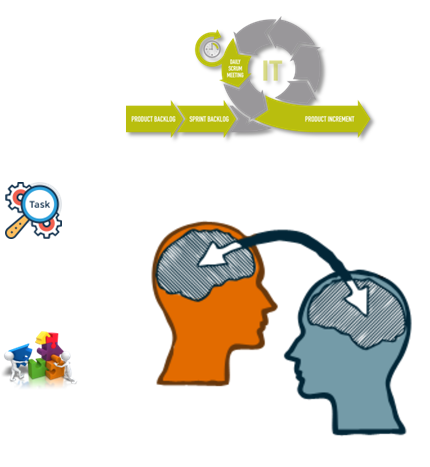 DAILY
SCRUM
MEETING
IT
PRODUCT BACKLOG
SPRINT BACKLOG
PRODUCT INCREMENT
Task